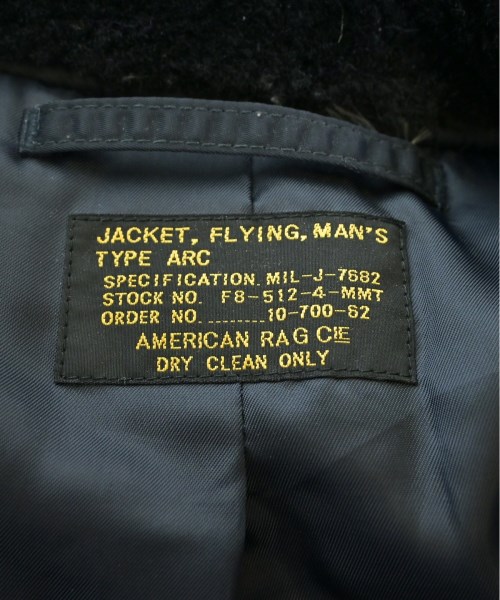 JACKET, FLYING, MAN'S
TYPE ARC
SPECIFICATION. MIL-J-7682
STOCK NO. F8-512-4-MMT
ORDER NO.........10-700-62
AMERICAN RAG CIE
DRY CLEAN ONLY